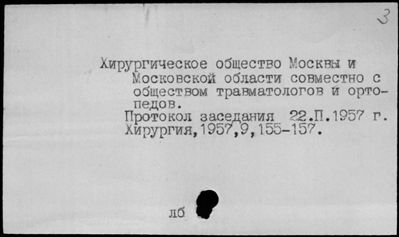 3
Хирургическое общество Москвы и
Московской области совместно с
обществом травматологов и орто-
педов.
Протокол заседания 22.П.1957 г.
Хирургия,1957,9,155-157.
лб